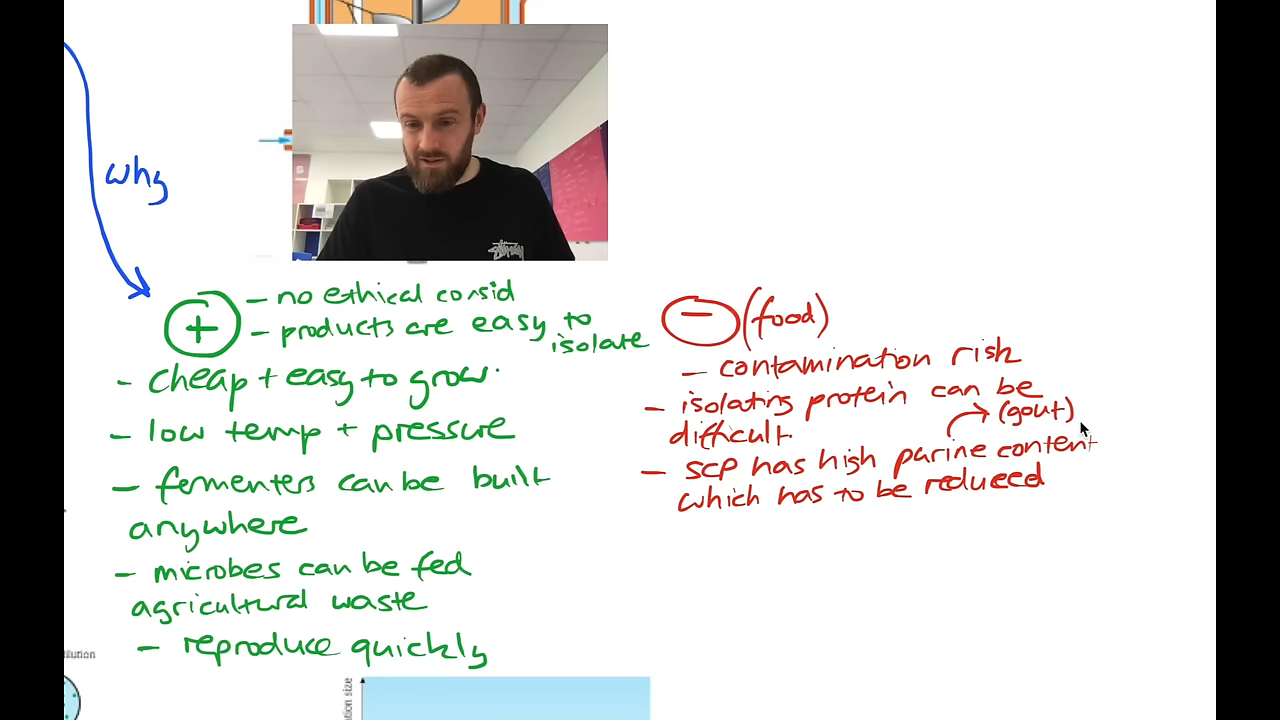 why
+
- no ethical consid
- products are easy to
isolate
- cheap + easy to grow.
- low temp + pressure
- fermenters can be built
anywhere
- microbes can be fed
agricultural waste
- reproduce quickly
- (food)
- contamination risk
- isolating protein can be
difficult.
→ (gout)
- SCP has high purine content
which has to be reduced